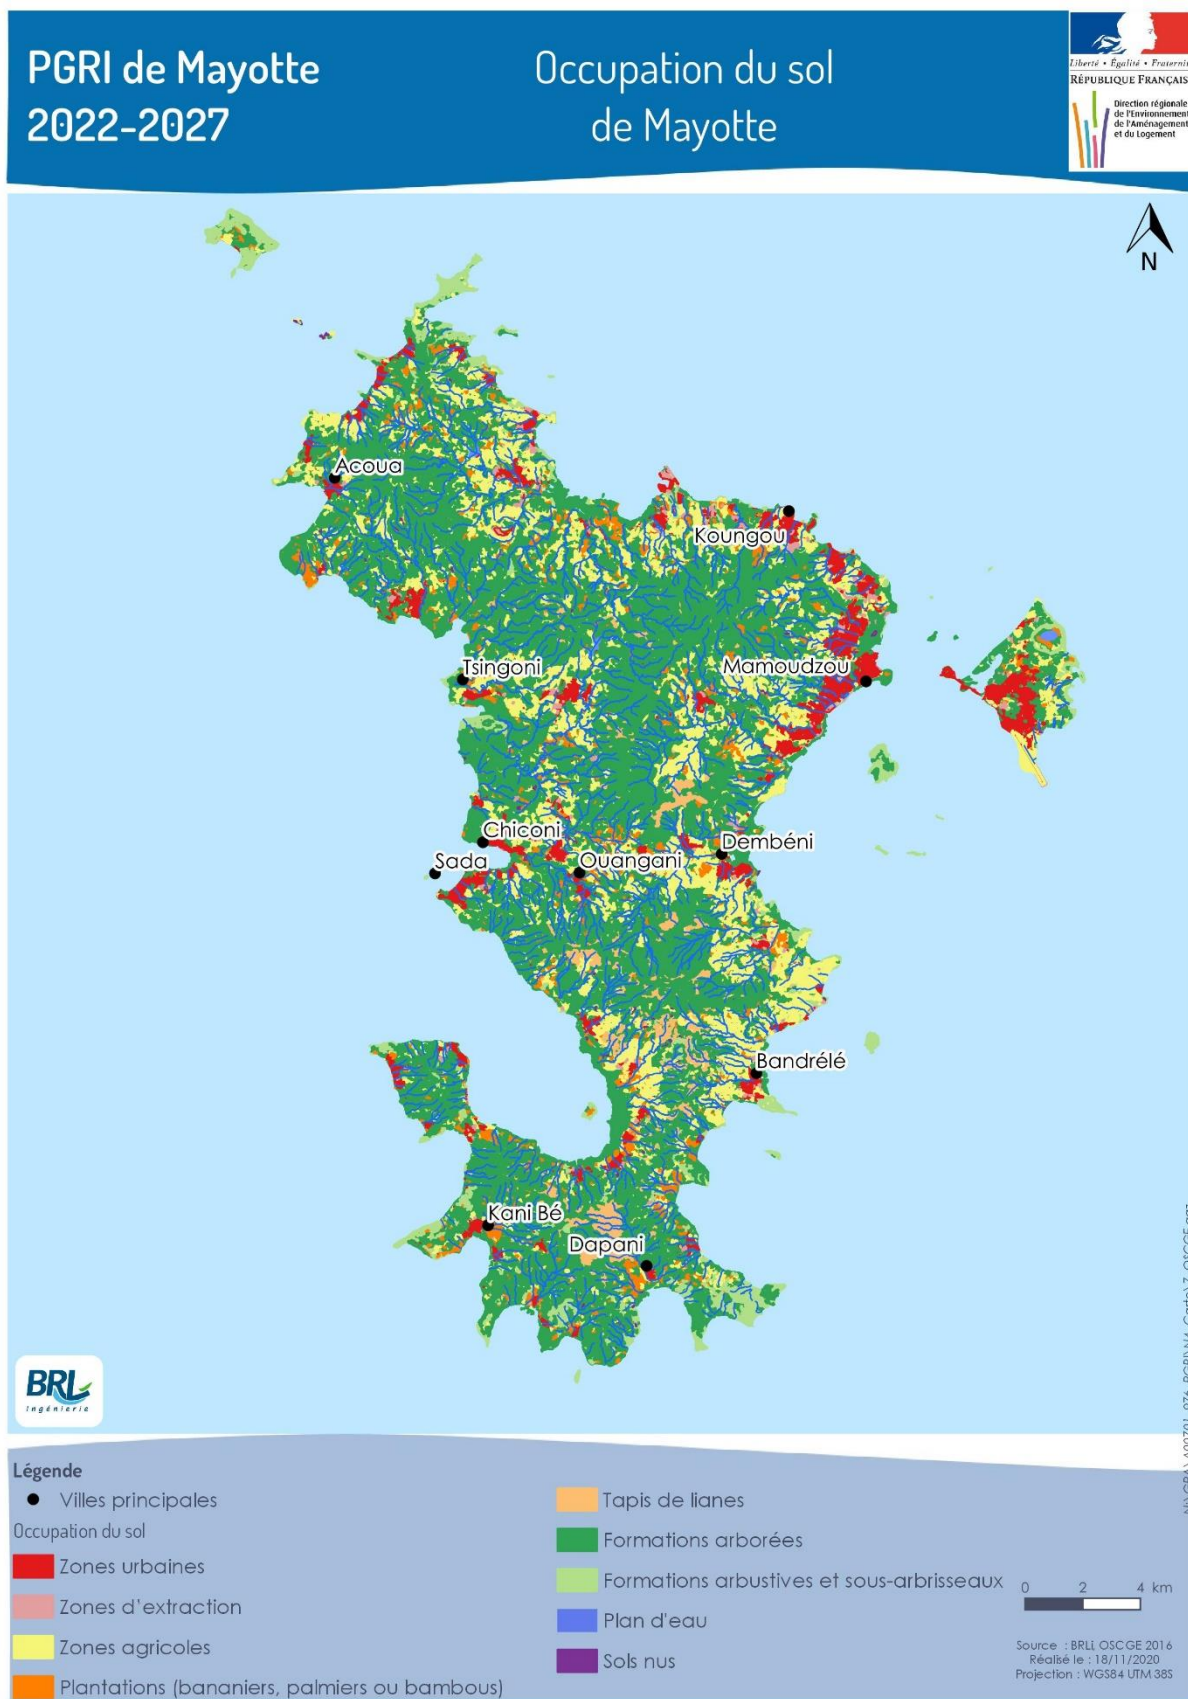 PGRI de Mayotte
2022-2027
Occupation du sol
de Mayotte
Liberté • Égalité •
RÉPUBLIQUE FRANÇAIS
Direction régionale
de l'Environnement
de l'Aménagement
et du Logement
N
Acoua
Koungou
Tsingoni
Mamoudzou
Chiconi
Dembéni
Sada
Ouangani
Bandrélé
Kani Bé
Dapani
BRL
Ingénierie
Légende
Villes principales
Occupation du sol
Zones urbaines
Zones d'extraction
Zones agricoles
Plantations (bananiers, palmiers ou bambous)
Tapis de lianes
Formations arborées
Formations arbustives et sous-arbrisseaux
Plan d'eau
Sols nus
0 2 4 km
Source : BRLi, OSCGE 2016
Réalisé le : 18/11/2020
Projection : WGS84 UTM 38S